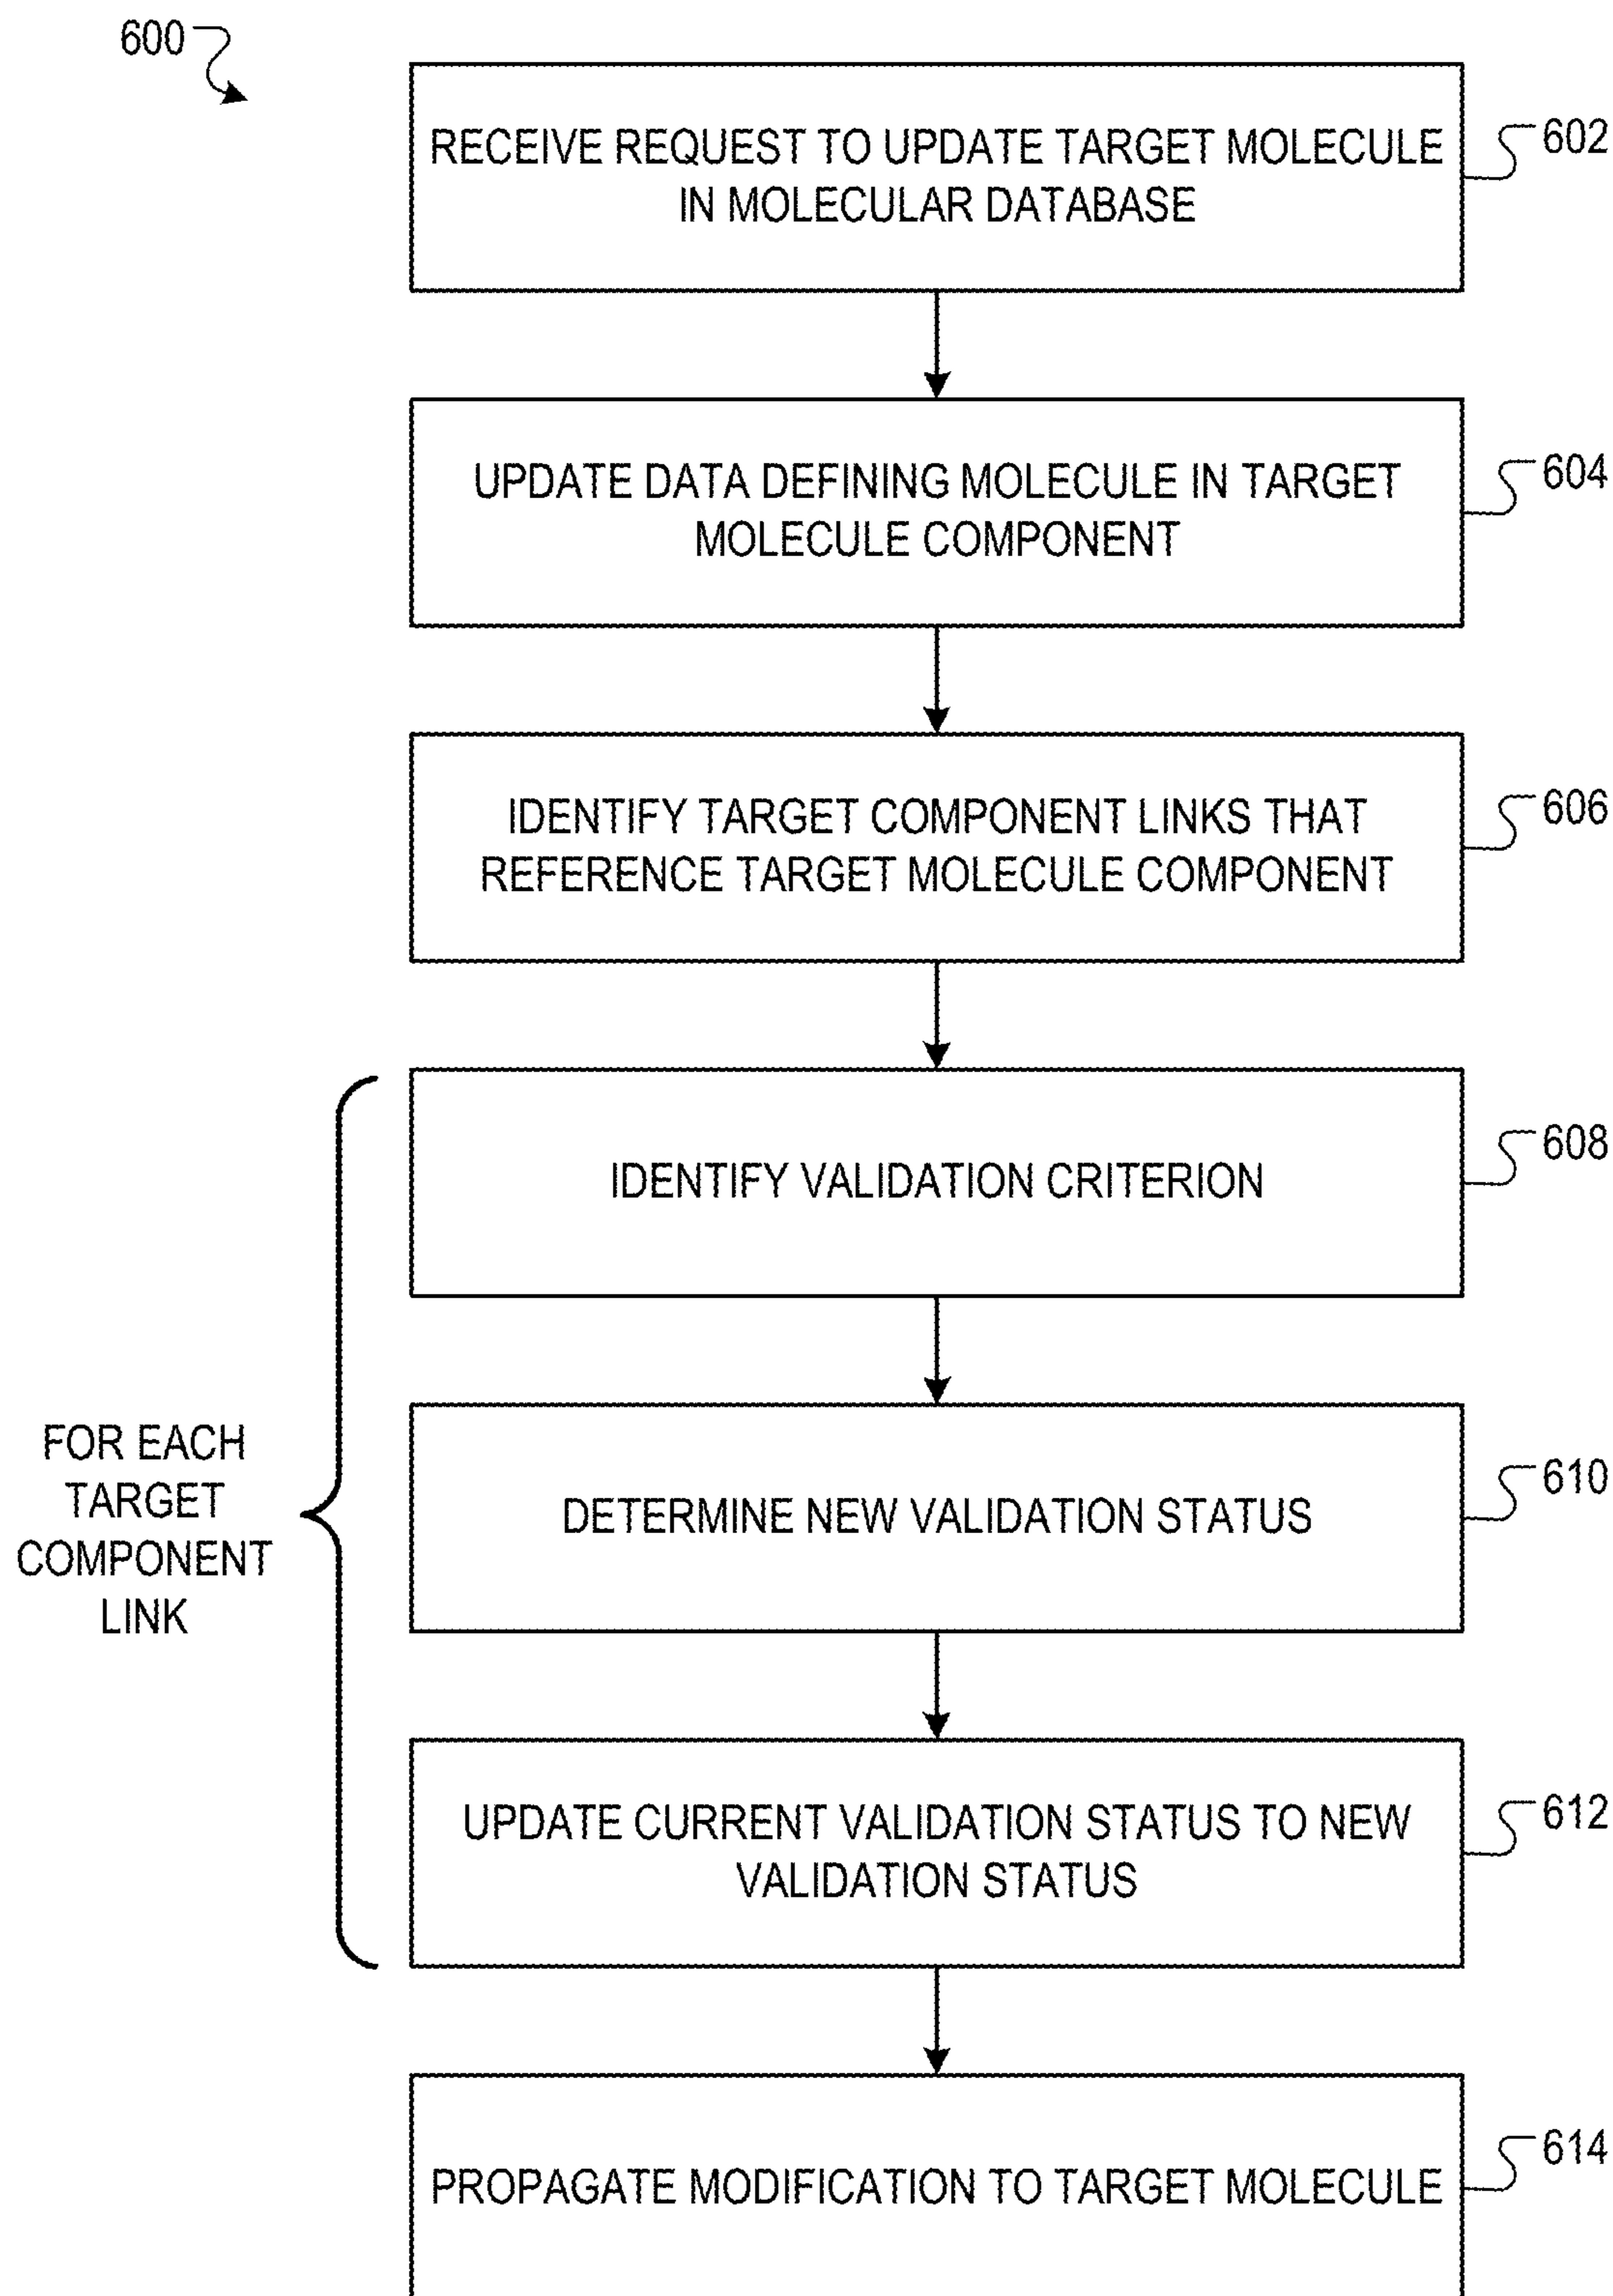 600
RECEIVE REQUEST TO UPDATE TARGET MOLECULE
IN MOLECULAR DATABASE
602
UPDATE DATA DEFINING MOLECULE IN TARGET
MOLECULE COMPONENT
604
IDENTIFY TARGET COMPONENT LINKS THAT
REFERENCE TARGET MOLECULE COMPONENT
606
FOR EACH
TARGET
COMPONENT
LINK
IDENTIFY VALIDATION CRITERION
608
DETERMINE NEW VALIDATION STATUS
610
UPDATE CURRENT VALIDATION STATUS TO NEW
VALIDATION STATUS
612
PROPAGATE MODIFICATION TO TARGET MOLECULE
614